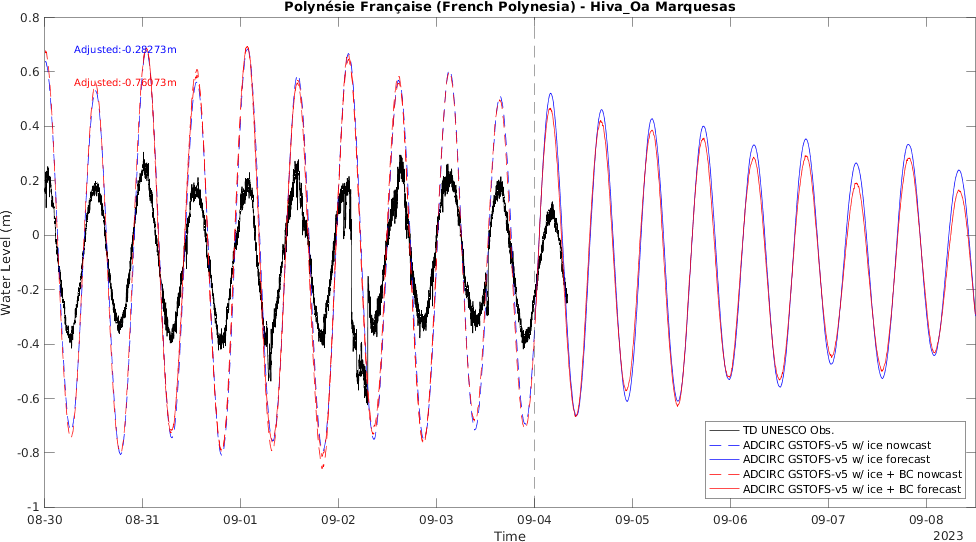 Polynésie Française (French Polynesia) - Hiva_Oa Marquesas
Adjusted:-0.28273m
Adjusted:-0.76073m
Water Level (m)
0.8
0.6
0.4
0.2
0
-0.2
-0.4
-0.6
-0.8
-1
TD UNESCO Obs.
ADCIRC GSTOFS-v5 w/ ice nowcast
ADCIRC GSTOFS-v5 w/ ice forecast
ADCIRC GSTOFS-v5 w/ ice + BC nowcast
ADCIRC GSTOFS-v5 w/ ice + BC forecast
08-30 08-31 09-01 09-02 09-03 09-04 09-05 09-06 09-07 09-08
Time
2023